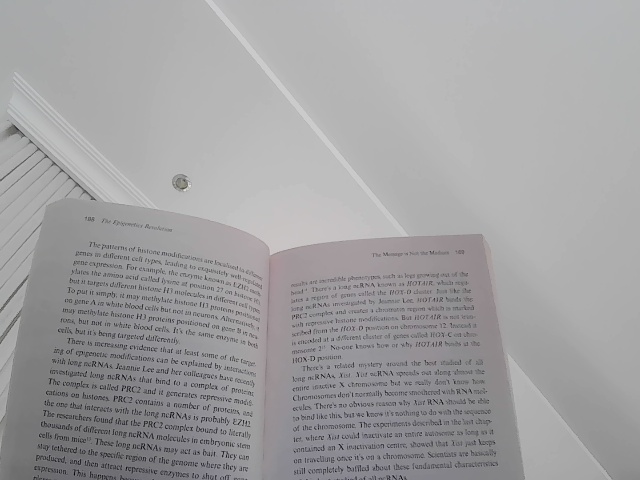 188 The Epigenetics Revolution
The patterns of histone modifications are localised to different
genes in different cell types, leading to exquisitely well regulated
gene expression. For example, the enzyme known as EZH2 meth-
ylates the amino acid called lysine at position 27 on histone H3,
but it targets different histone H3 molecules in different cell types.
To put it simply, it may methylate histone H3 proteins positioned
on gene A in white blood cells but not in neurons. Alternatively, it
may methylate histone H3 proteins positioned on gene B in neu-
rons, but not in white blood cells. It's the same enzyme in both
cells, but it's being targeted differently.
There is increasing evidence that at least some of the target-
ing of epigenetic modifications can be explained by interactions
with long ncRNAs. Jeannie Lee and her colleagues have recently
investigated long ncRNAs that bind to a complex of proteins.
The complex is called PRC2 and it generates repressive modifi-
cations on histones. PRC2 contains a number of proteins, and
the one that interacts with the long ncRNAs is probably EZH2.
The researchers found that the PRC2 complex bound to literally
thousands of different long ncRNA molecules in embryonic stem
cells from mice. These long ncRNAs may act as bait. They can
stay tethered to the specific region of the genome where they are
produced, and then attract repressive enzymes to shut off gene
expression. This happens because
The Message is Not the Medium 189
results are incredible phenotypes, such as legs growing out of the
head. There's a long ncRNA known as HOTAIR, which regu-
lates a region of genes called the HOX-D cluster. Just like the
long ncRNAs investigated by Jeannie Lee, HOTAIR binds the
PRC2 complex and creates a chromatin region which is marked
with repressive histone modifications. But HOTAIR is not tran-
scribed from the HOX-D position on chromosome 12. Instead it
is encoded at a different cluster of genes called HOX-C on chro-
mosome 2. No-one knows how or why HOTAIR binds at the
HOX-D position.
There's a related mystery around the best studied of all
long ncRNAs, Xist. Xist ncRNA spreads out along almost the
entire inactive X chromosome but we really don't know how.
Chromosomes don't normally become smothered with RNA mol-
ecules. There's no obvious reason why Xist RNA should be able
to bind like this, but we know it's nothing to do with the sequence
of the chromosome. The experiments described in the last chap-
ter, where Xist could inactivate an entire autosome as long as it
contained an X inactivation centre, showed that Xist just keeps
on travelling once it's on a chromosome. Scientists are basically
still completely baffled about these fundamental characteristics
of all ncRNAs.